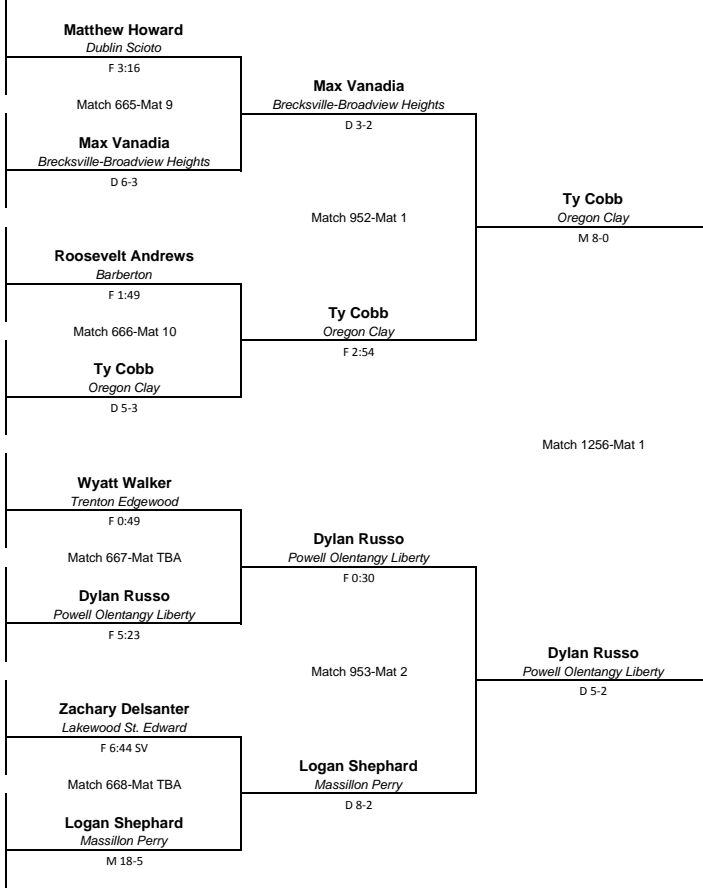 Matthew Howard
Dublin Scioto
F 3:16
Match 665-Mat 9
Max Vanadia
Brecksville-Broadview Heights
D 6-3
Max Vanadia
Brecksville-Broadview Heights
D 3-2
Match 952-Mat 1
Roosevelt Andrews
Barberton
F 1:49
Match 666-Mat 10
Ty Cobb
Oregon Clay
D 5-3
Ty Cobb
Oregon Clay
F 2:54
Ty Cobb
Oregon Clay
M 8-0
Match 1256-Mat 1
Wyatt Walker
Trenton Edgewood
F 0:49
Match 667-Mat TBA
Dylan Russo
Powell Olentangy Liberty
F 5:23
Dylan Russo
Powell Olentangy Liberty
F 0:30
Match 953-Mat 2
Zachary Delsanter
Lakewood St. Edward
F 6:44 SV
Match 668-Mat TBA
Logan Shephard
Massillon Perry
M 18-5
Logan Shephard
Massillon Perry
D 8-2
Dylan Russo
Powell Olentangy Liberty
D 5-2